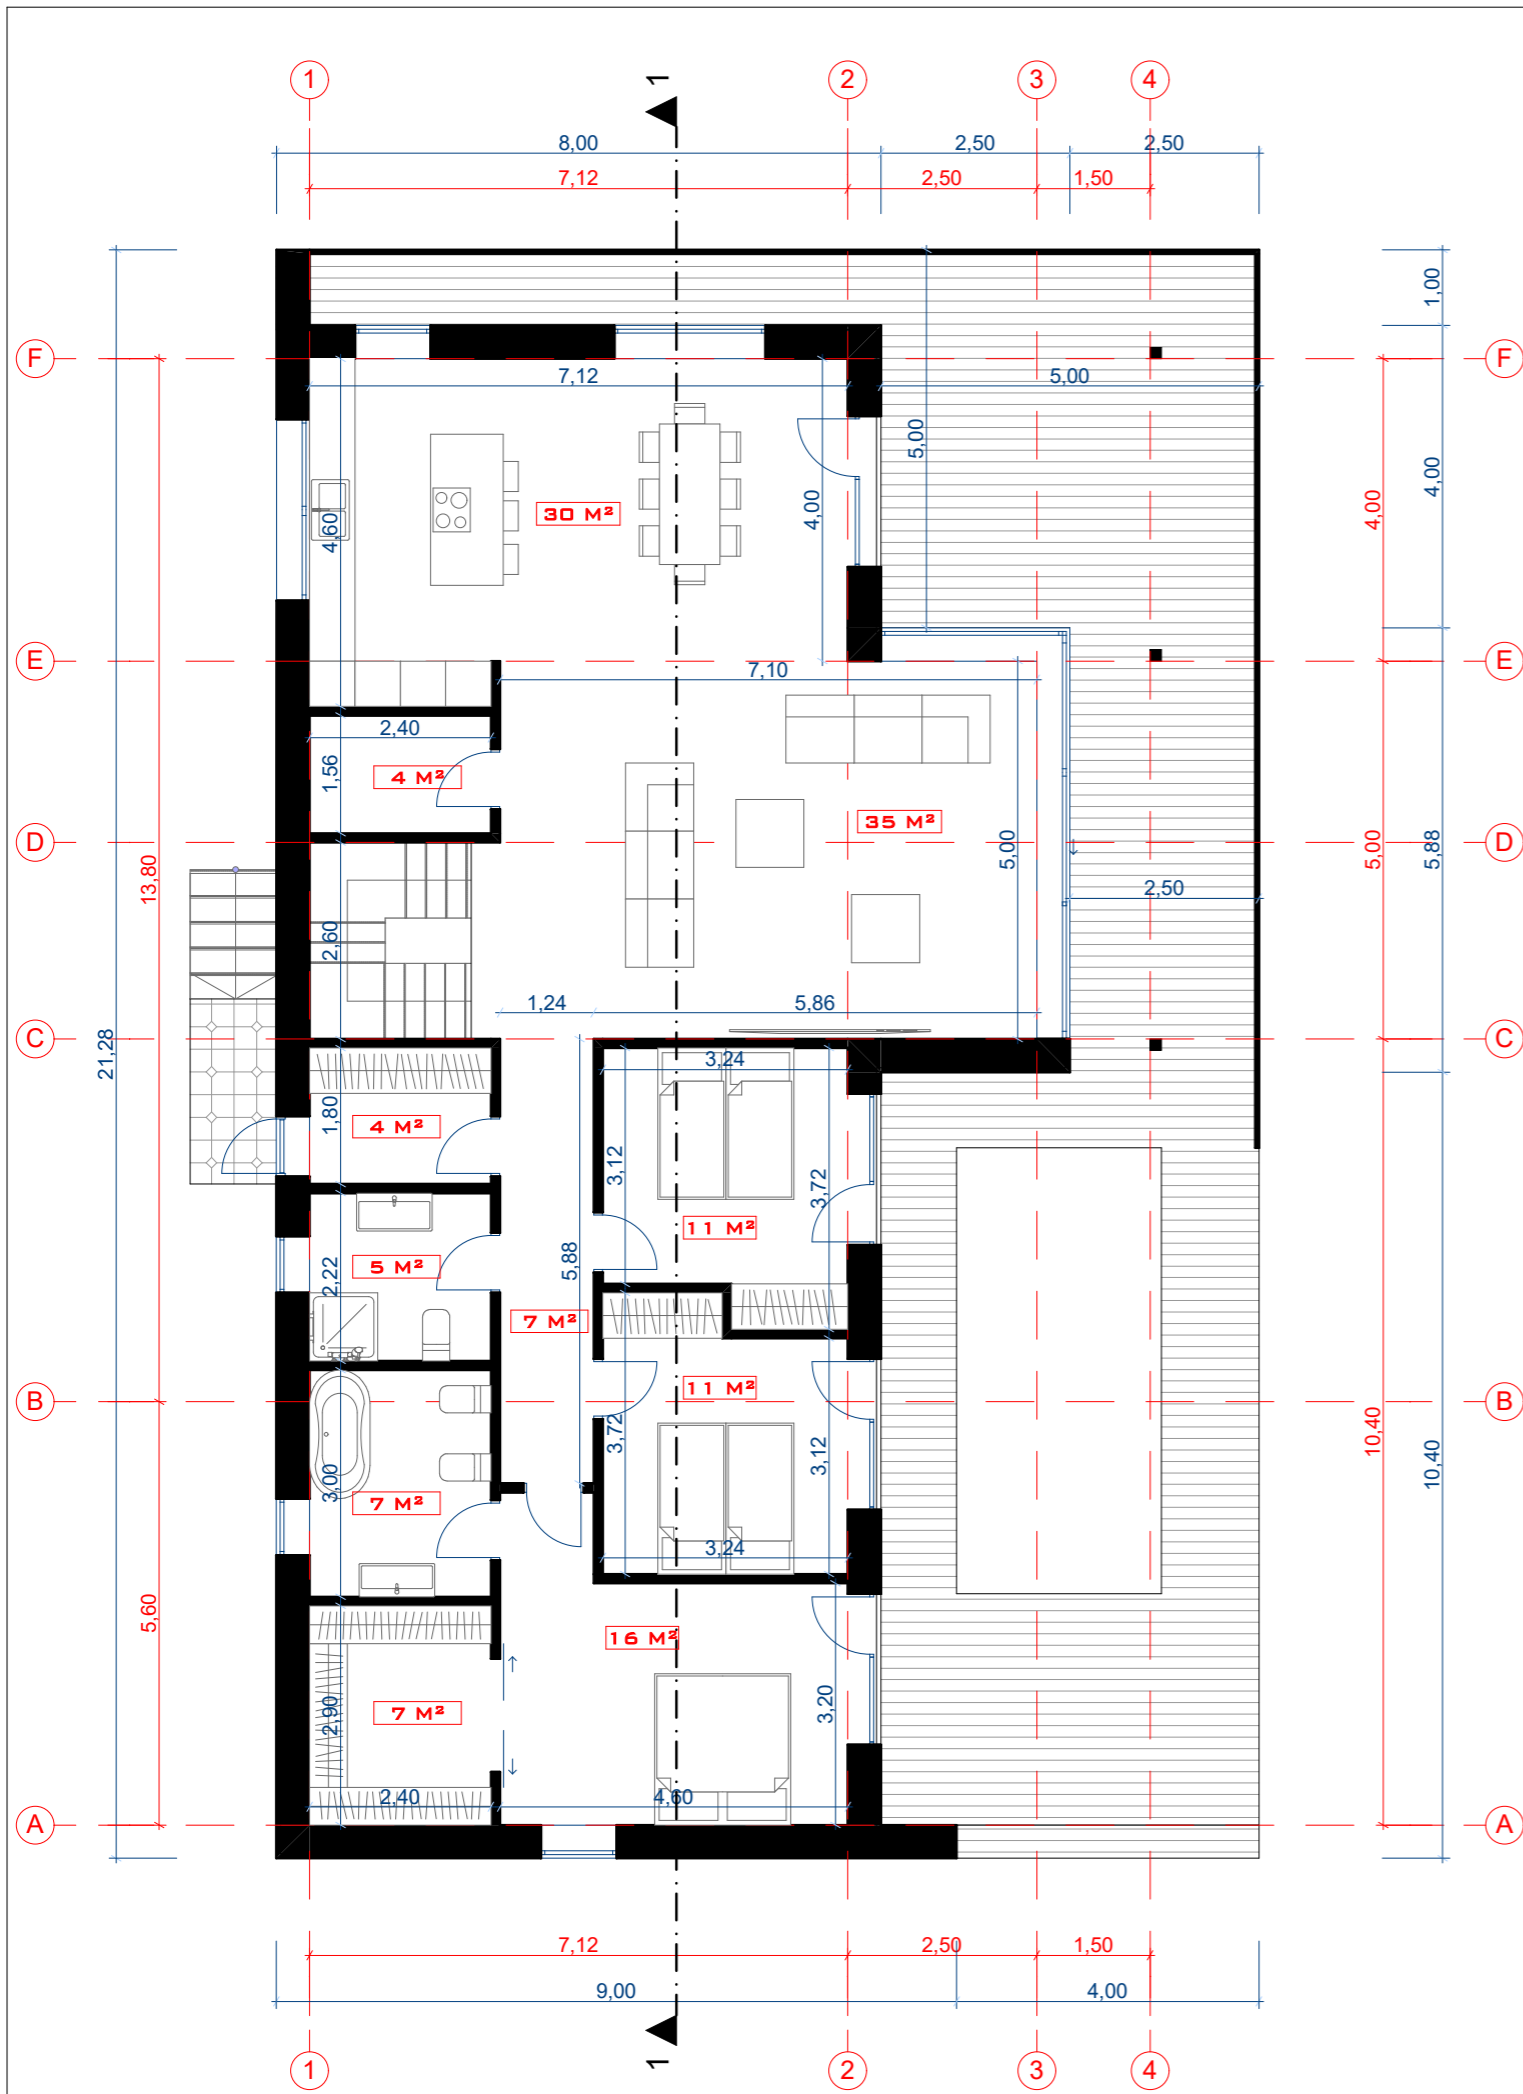 1 2 3 4
1
8,00 2,50 2,50
7,12 2,50 1,50
1,00
F F
7,12 5,00
5,00
4,00
4,00
4,00
30 M²
4,60
E E
7,10
2,40
1,56
4 M²
35 M²
D D
13,80
5,00
5,00
5,88
2,50
2,60
1,24 5,86
C C
21,28
3,24
1,80
4 M²
3,12
3,72
11 M²
5,88
5 M²
2,22
7 M²
11 M²
B B
3,72
3,12
10,40
10,40
3,00
7 M²
3,24
5,60
16 M²
2,90
7 M²
3,20
2,40 4,60
A A
7,12 2,50 1,50
9,00 4,00
1
1 2 3 4